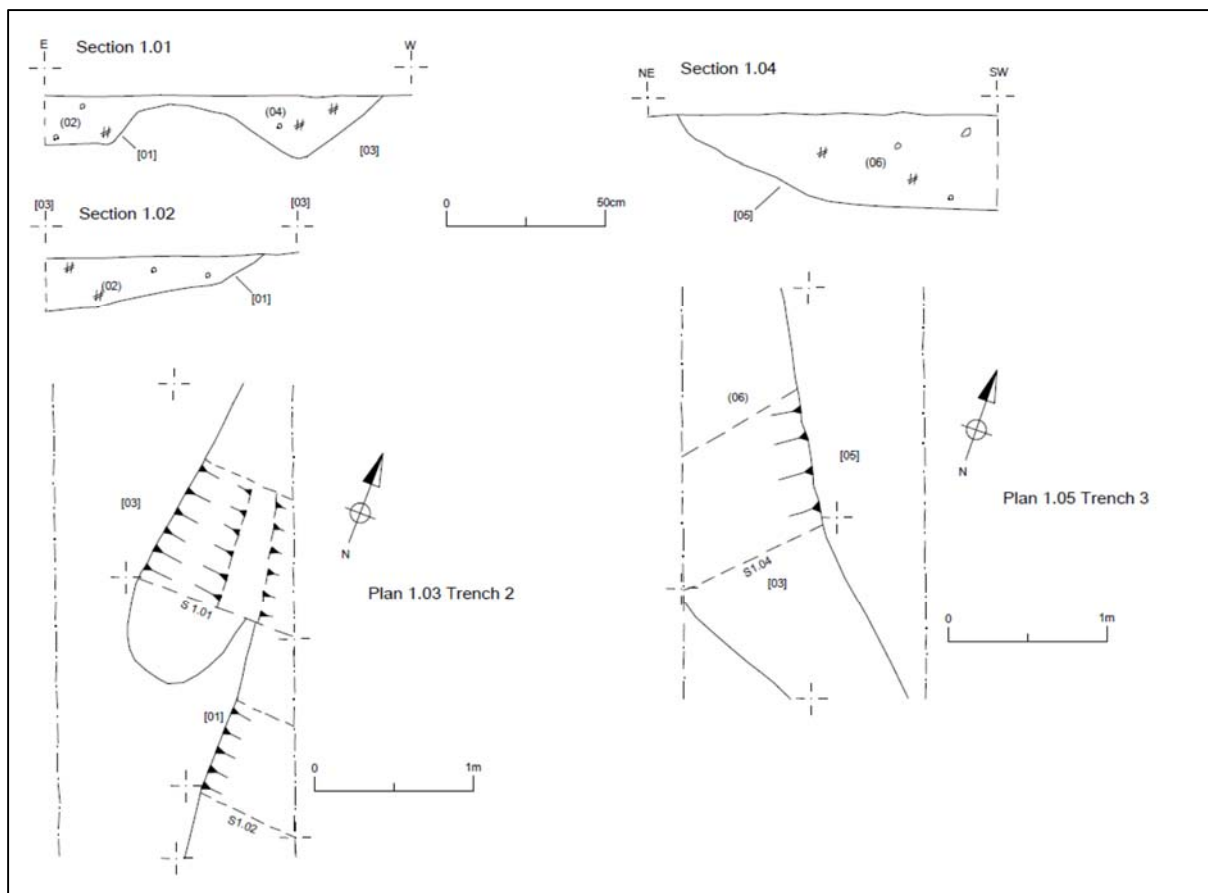 E
Section 1.01
W
(02)
(04)
[01]
[03]
NE
Section 1.04
SW
(06)
[05]
0
50cm
[03]
Section 1.02
[03]
(02)
[01]
[03]
S 1.01
N
Plan 1.03 Trench 2
[01]
S1.02
0
1m
(06)
[05]
S1.04
[03]
N
Plan 1.05 Trench 3
0
1m